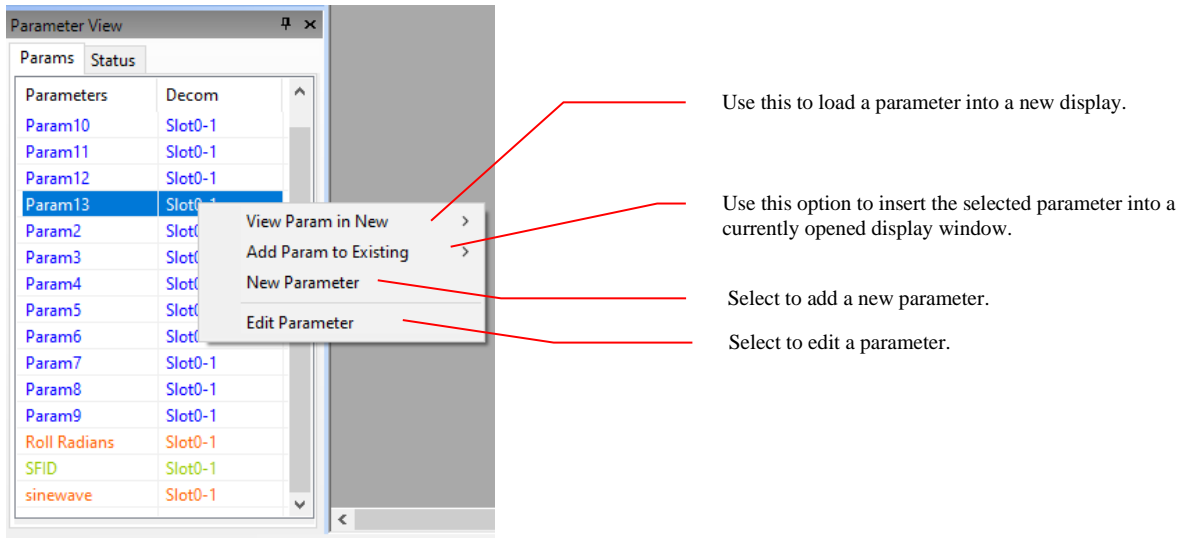 Parameter View
Params Status
Parameters Decom
Param10 Slot0-1
Param11 Slot0-1
Param12 Slot0-1
Param13 Slot0-1
Param2
Param3
Param4
Param5
Param6
Param7 Slot0-1
Param8 Slot0-1
Param9 Slot0-1
Roll Radians Slot0-1
SFID Slot0-1
sinewave Slot0-1
View Param in New
Add Param to Existing
New Parameter
Edit Parameter
Use this to load a parameter into a new display.
Use this option to insert the selected parameter into a
currently opened display window.
Select to add a new parameter.
Select to edit a parameter.